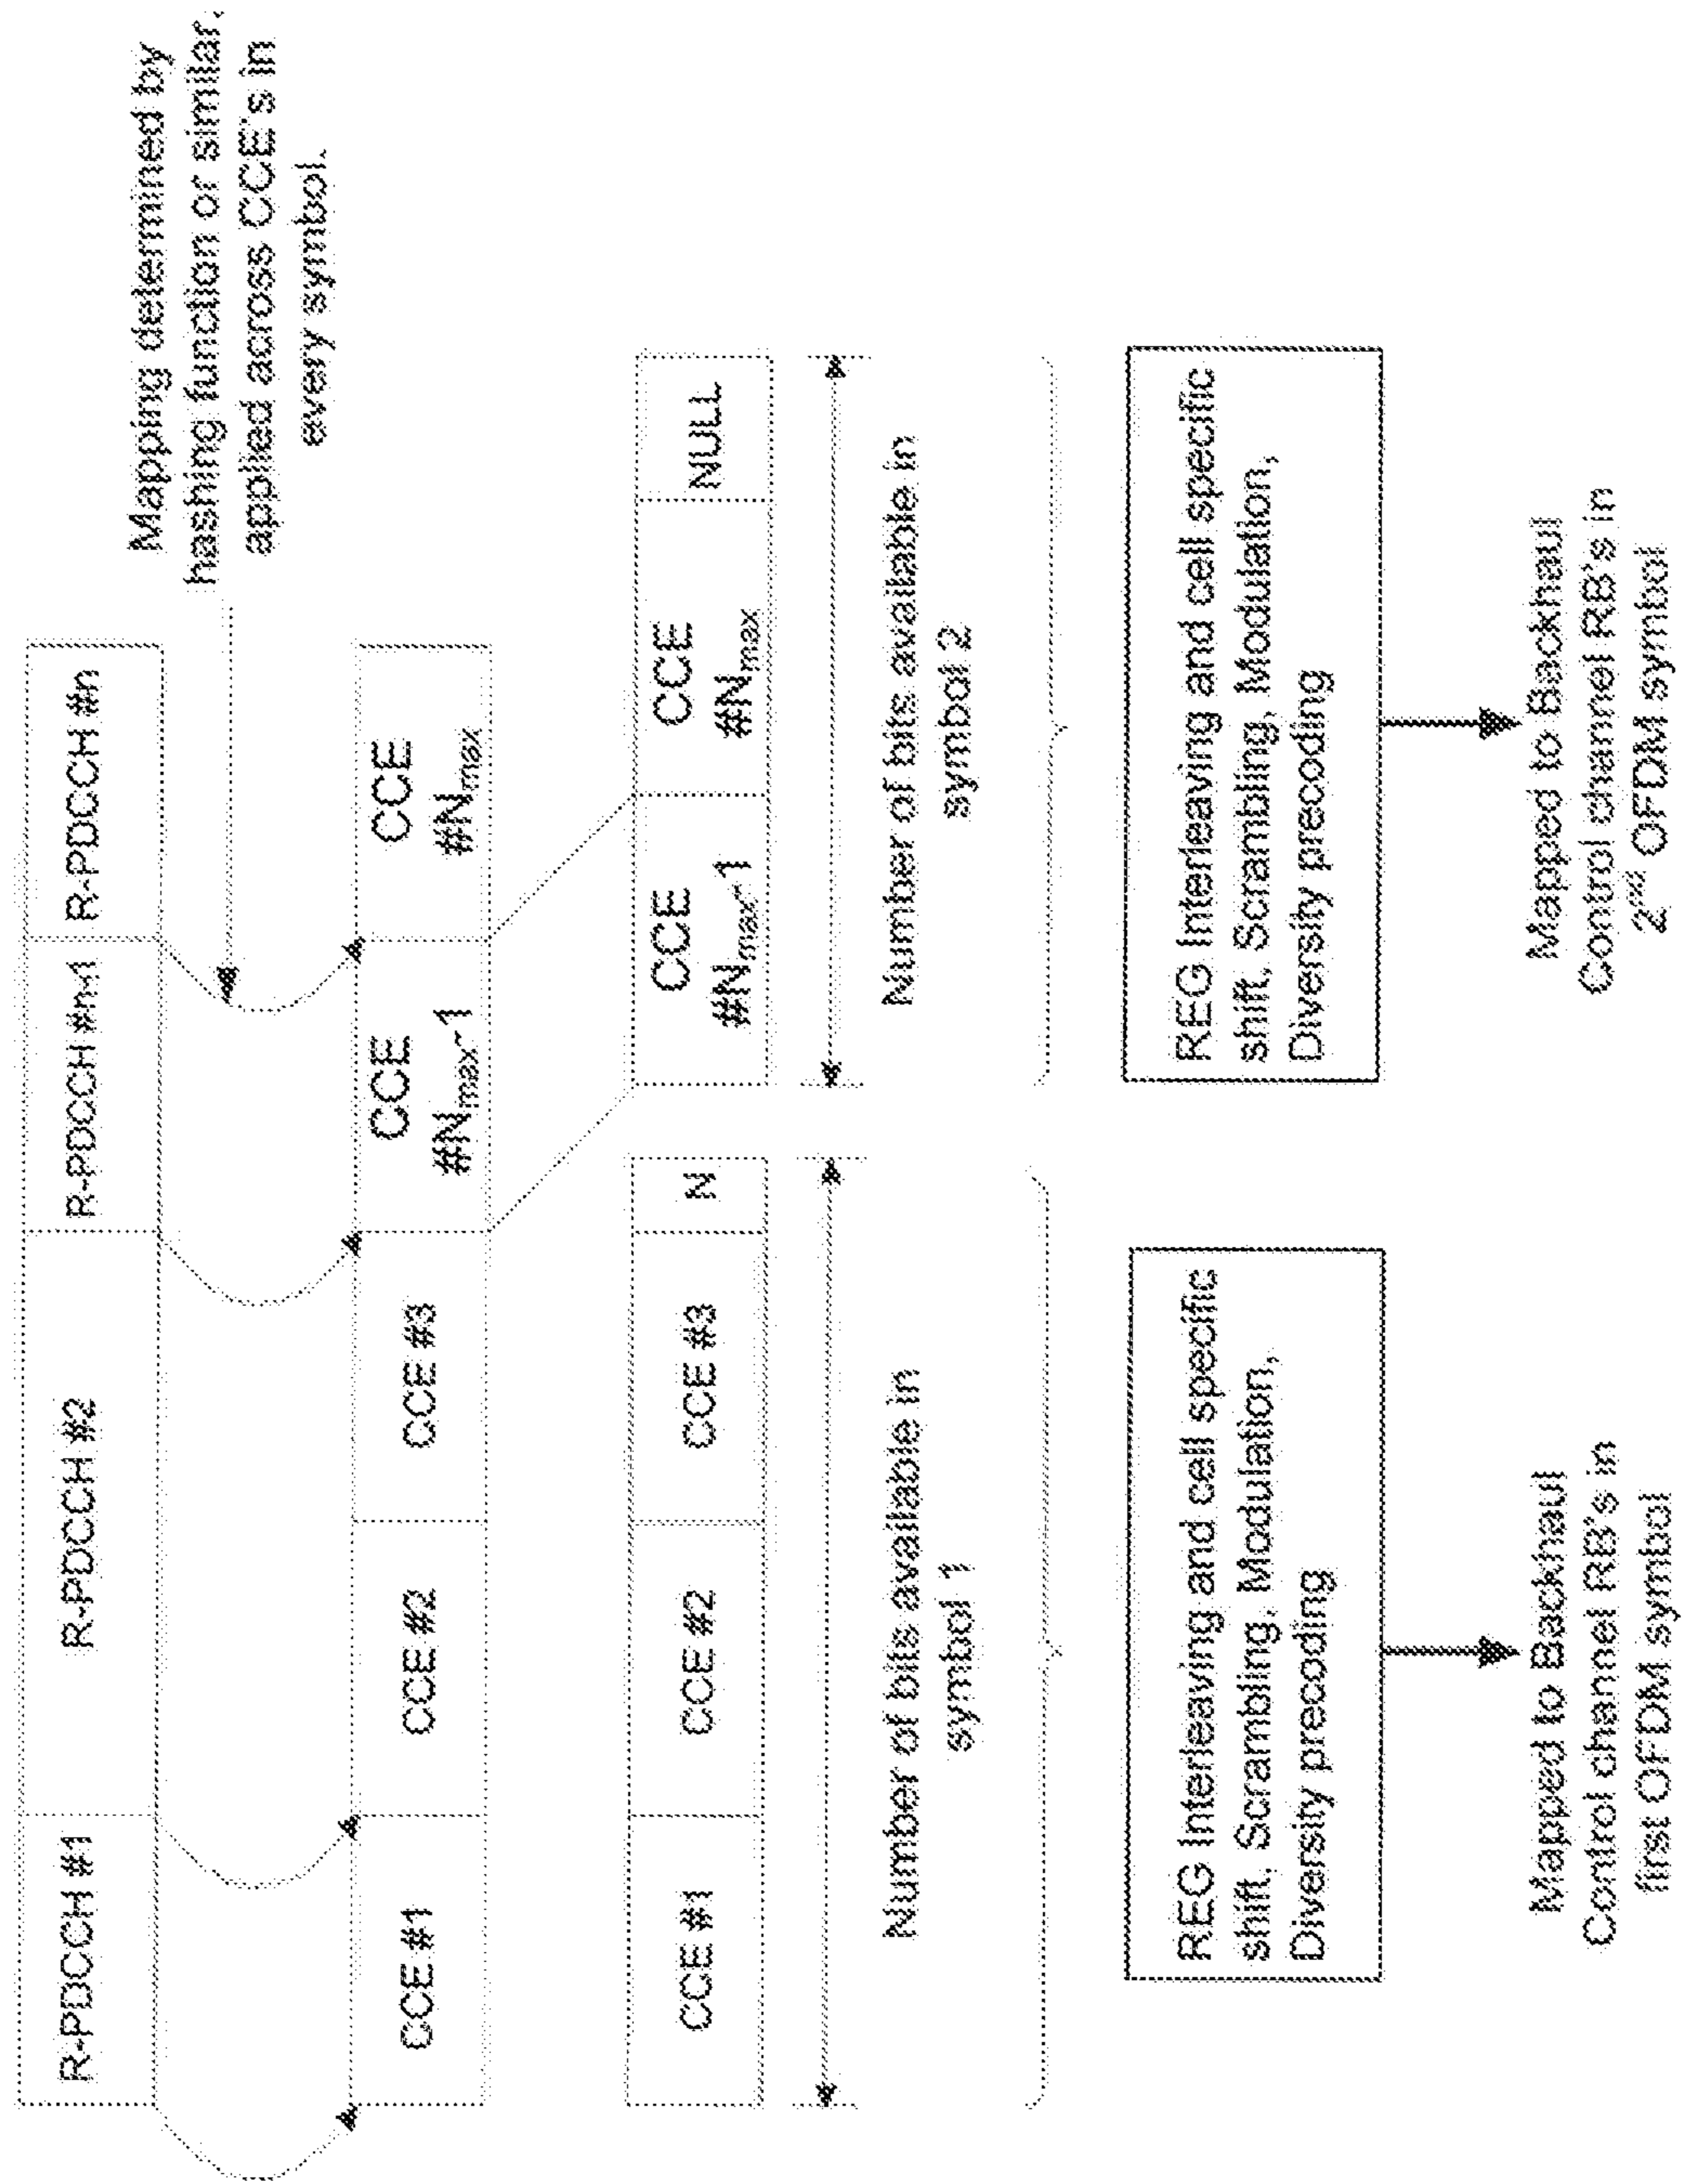 R-PDCCH #1
R-PDCCH #2
R-PDCCH #n-1
R-PDCCH #n
Mapping determined by
hashing function or similar.
applied across CCE's in
every symbol.
CCE #1
CCE #2
CCE #3
CCE
#Nmax-1
CCE
#Nmax
CCE #1
CCE #2
CCE #3
N
CCE
#Nmax-1
CCE
#Nmax
NULL
Number of bits available in
symbol 1
Number of bits available in
symbol 2
REG Interleaving and cell specific
shift, Scrambling, Modulation,
Diversity precoding
REG Interleaving and cell specific
shift, Scrambling, Modulation,
Diversity precoding
Mapped to Backhaul
Control channel RB's in
first OFDM symbol
Mapped to Backhaul
Control channel RB's in
2nd OFDM symbol